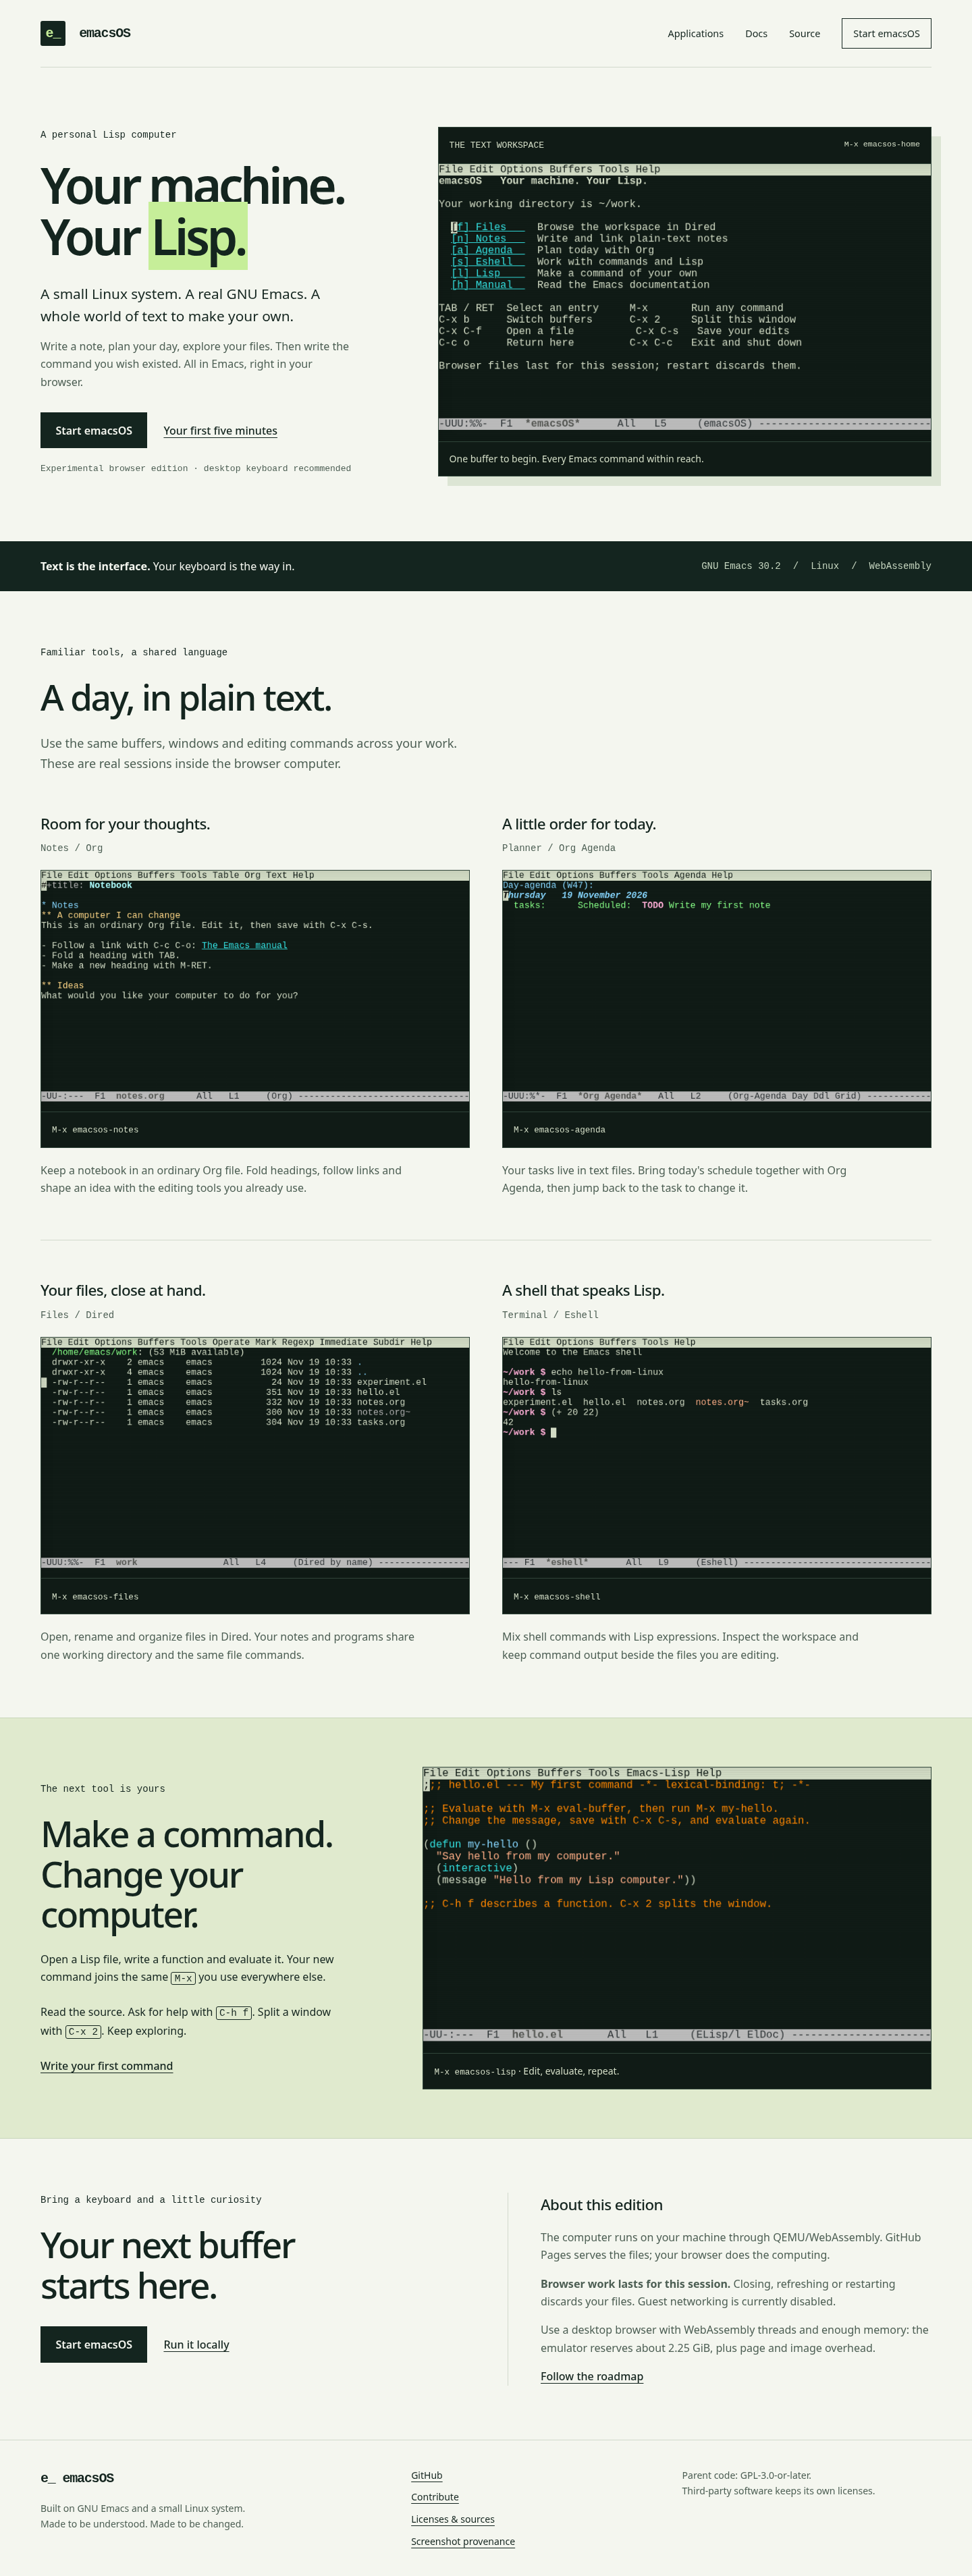 e_ emacsOS
Applications Docs Source Start emacsOS
A personal Lisp computer
Your machine.
Your Lisp.
A small Linux system. A real GNU Emacs. A
whole world of text to make your own.
Write a note, plan your day, explore your files. Then write the
command you wish existed. All in Emacs, right in your
browser.
Start emacsOS Your first five minutes
Experimental browser edition · desktop keyboard recommended
THE TEXT WORKSPACE M-x emacsos-home
File Edit Options Buffers Tools Help
emacsOS   Your machine. Your Lisp.
Your working directory is ~/work.
[f] Files     Browse the workspace in Dired
[n] Notes     Write and link plain-text notes
[a] Agenda    Plan today with Org
[s] Eshell    Work with commands and Lisp
[l] Lisp      Make a command of your own
[h] Manual    Read the Emacs documentation
TAB / RET  Select an entry     M-x       Run any command
C-x b      Switch buffers      C-x 2     Split this window
C-x C-f    Open a file          C-x C-s   Save your edits
C-c o      Return here         C-x C-c   Exit and shut down
Browser files last for this session; restart discards them.
-UUU:%%-  F1  *emacsOS*      All   L5     (emacsOS) ----------------------------
One buffer to begin. Every Emacs command within reach.
Text is the interface. Your keyboard is the way in.
GNU Emacs 30.2 / Linux / WebAssembly
Familiar tools, a shared language
A day, in plain text.
Use the same buffers, windows and editing commands across your work.
These are real sessions inside the browser computer.
Room for your thoughts.
Notes / Org
File Edit Options Buffers Tools Table Org Text Help
#+title: Notebook
* Notes
** A computer I can change
This is an ordinary Org file. Edit it, then save with C-x C-s.
- Follow a link with C-c C-o: The Emacs manual
- Fold a heading with TAB.
- Make a new heading with M-RET.
** Ideas
What would you like your computer to do for you?
-UU-:---  F1  notes.org      All   L1     (Org) --------------------------------
M-x emacsos-notes
Keep a notebook in an ordinary Org file. Fold headings, follow links and
shape an idea with the editing tools you already use.
A little order for today.
Planner / Org Agenda
File Edit Options Buffers Tools Agenda Help
Day-agenda (W47):
Thursday   19 November 2026
tasks:      Scheduled:  TODO Write my first note
-UUU:%*-  F1  *Org Agenda*   All   L2     (Org-Agenda Day Ddl Grid) ------------
M-x emacsos-agenda
Your tasks live in text files. Bring today's schedule together with Org
Agenda, then jump back to the task to change it.
Your files, close at hand.
Files / Dired
File Edit Options Buffers Tools Operate Mark Regexp Immediate Subdir Help
/home/emacs/work: (53 MiB available)
drwxr-xr-x    2 emacs    emacs         1024 Nov 19 10:33 .
drwxr-xr-x    4 emacs    emacs         1024 Nov 19 10:33 ..
-rw-r--r--    1 emacs    emacs           24 Nov 19 10:33 experiment.el
-rw-r--r--    1 emacs    emacs          351 Nov 19 10:33 hello.el
-rw-r--r--    1 emacs    emacs          332 Nov 19 10:33 notes.org
-rw-r--r--    1 emacs    emacs          300 Nov 19 10:33 notes.org~
-rw-r--r--    1 emacs    emacs          304 Nov 19 10:33 tasks.org
-UUU:%%-  F1  work                All   L4     (Dired by name) -----------------
M-x emacsos-files
Open, rename and organize files in Dired. Your notes and programs share
one working directory and the same file commands.
A shell that speaks Lisp.
Terminal / Eshell
File Edit Options Buffers Tools Help
Welcome to the Emacs shell
~/work $ echo hello-from-linux
hello-from-linux
~/work $ ls
experiment.el  hello.el  notes.org  notes.org~  tasks.org
~/work $ (+ 20 22)
42
~/work $
--- F1  *eshell*       All   L9     (Eshell) -----------------------------------
M-x emacsos-shell
Mix shell commands with Lisp expressions. Inspect the workspace and
keep command output beside the files you are editing.
The next tool is yours
Make a command.
Change your
computer.
Open a Lisp file, write a function and evaluate it. Your new
command joins the same M-x you use everywhere else.
Read the source. Ask for help with C-h f. Split a window
with C-x 2. Keep exploring.
Write your first command
File Edit Options Buffers Tools Emacs-Lisp Help
;;; hello.el --- My first command -*- lexical-binding: t; -*-
;; Evaluate with M-x eval-buffer, then run M-x my-hello.
;; Change the message, save with C-x C-s, and evaluate again.
(defun my-hello ()
"Say hello from my computer."
(interactive)
(message "Hello from my Lisp computer."))
;; C-h f describes a function. C-x 2 splits the window.
-UU-:---  F1  hello.el       All   L1     (ELisp/l ElDoc) ----------------------
M-x emacsos-lisp · Edit, evaluate, repeat.
Bring a keyboard and a little curiosity
Your next buffer
starts here.
Start emacsOS Run it locally
About this edition
The computer runs on your machine through QEMU/WebAssembly. GitHub
Pages serves the files; your browser does the computing.
Browser work lasts for this session. Closing, refreshing or restarting
discards your files. Guest networking is currently disabled.
Use a desktop browser with WebAssembly threads and enough memory: the
emulator reserves about 2.25 GiB, plus page and image overhead.
Follow the roadmap
e_ emacsOS
Built on GNU Emacs and a small Linux system.
Made to be understood. Made to be changed.
GitHub
Contribute
Licenses & sources
Screenshot provenance
Parent code: GPL-3.0-or-later.
Third-party software keeps its own licenses.